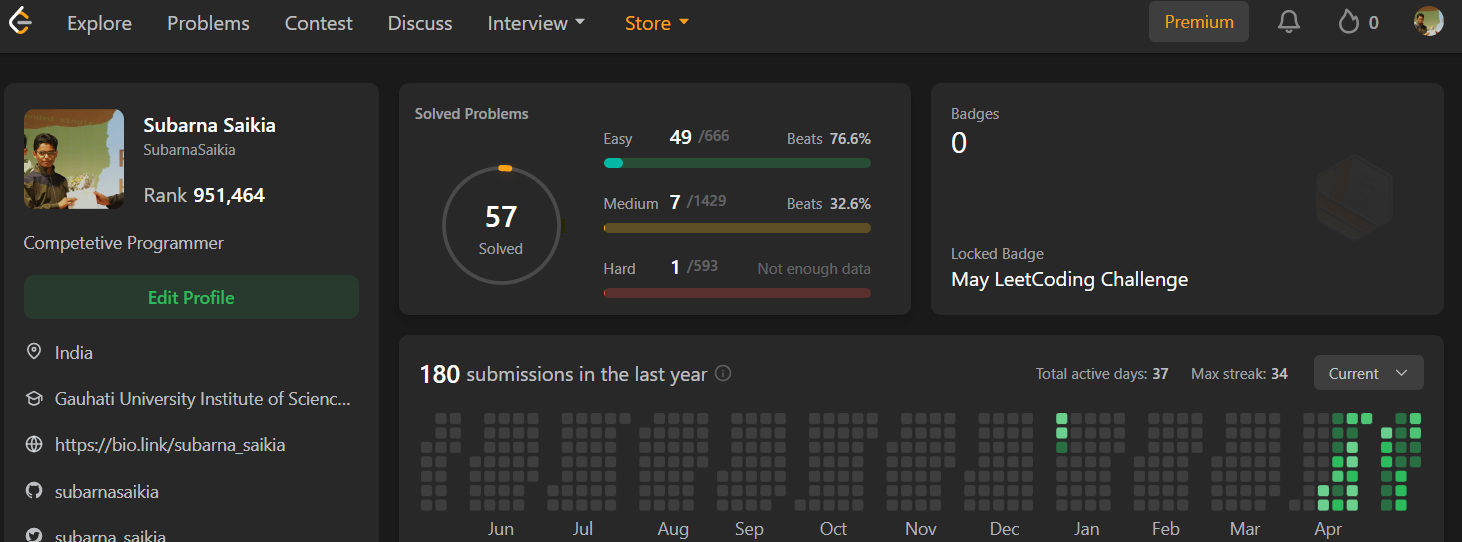 Explore Problems Contest Discuss Interview Store Premium 0
Subarna Saikia
SubarnaSaikia
Rank 951,464
Competetive Programmer
Edit Profile
India
Gauhati University Institute of Scienc...
https://bio.link/subarna_saikia
subarnasaikia
subarna_saikia
Solved Problems
57
Solved
Easy 49 /666 Beats 76.6%
Medium 7 /1429 Beats 32.6%
Hard 1 /593 Not enough data
Badges
0
Locked Badge
May LeetCoding Challenge
180 submissions in the last year Total active days: 37 Max streak: 34 Current
Jun Jul Aug Sep Oct Nov Dec Jan Feb Mar Apr